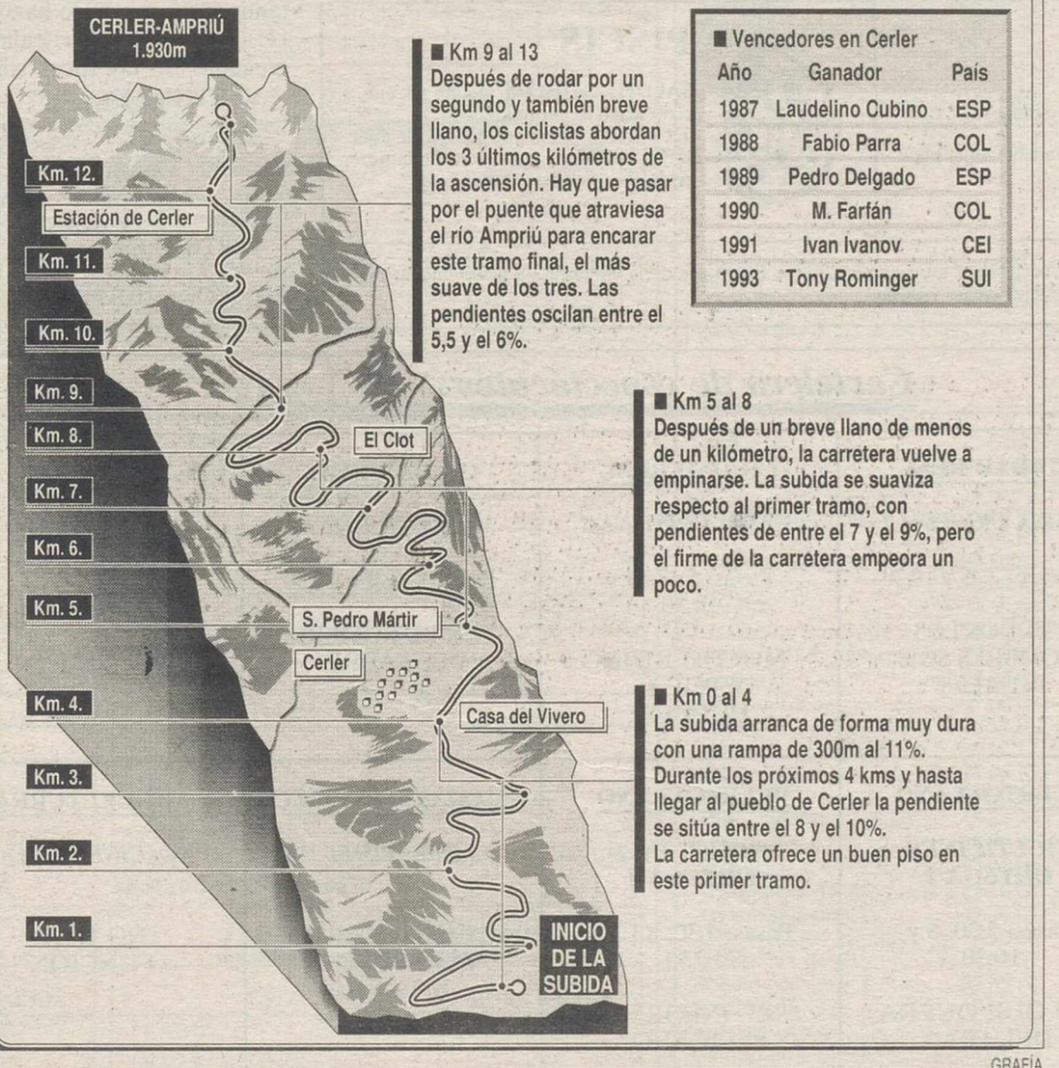 CERLER-AMPRIÚ
1.930m
■ Km 9 al 13
Después de rodar por un
segundo y también breve
llano, los ciclistas abordan
los 3 últimos kilómetros de
la ascensión. Hay que pasar
por el puente que atraviesa
el río Ampriú para encarar
este tramo final, el más
suave de los tres. Las
pendientes oscilan entre el
5,5 y el 6%.
■ Vencedores en Cerler
Año Ganador País
1987 Laudelino Cubino ESP
1988 Fabio Parra COL
1989 Pedro Delgado ESP
1990 M. Farfán COL
1991 Ivan Ivanov CEI
1993 Tony Rominger SUI
Km. 12.
Estación de Cerler
Km. 11.
Km. 10.
Km. 9.
Km. 8.
El Clot
Km. 7.
Km. 6.
Km. 5.
S. Pedro Mártir
Cerler
Km. 4.
Casa del Vivero
Km. 3.
Km. 2.
Km. 1.
INICIO
DE LA
SUBIDA
■ Km 5 al 8
Después de un breve llano de menos
de un kilómetro, la carretera vuelve a
empinarse. La subida se suaviza
respecto al primer tramo, con
pendientes de entre el 7 y el 9%, pero
el firme de la carretera empeora un
poco.
■ Km 0 al 4
La subida arranca de forma muy dura
con una rampa de 300m al 11%.
Durante los próximos 4 kms y hasta
llegar al pueblo de Cerler la pendiente
se sitúa entre el 8 y el 10%.
La carretera ofrece un buen piso en
este primer tramo.
GRAFÍA